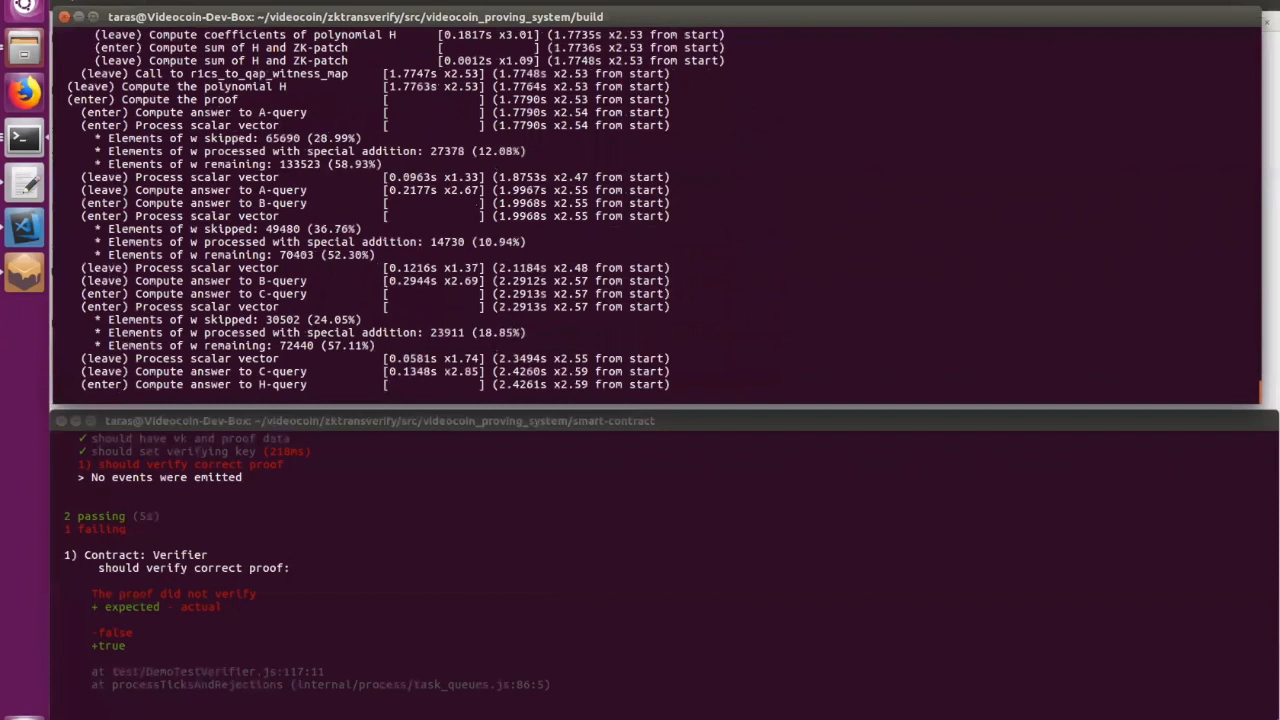 taras@Videocoin-Dev-Box: ~/videocoin/zktransverify/src/videocoin_proving_system/build
(leave) Compute coefficients of polynomial H [0.1817s x3.01] (1.7735s x2.53 from start)
(enter) Compute sum of H and ZK-patch [ ] (1.7736s x2.53 from start)
(leave) Compute sum of H and ZK-patch [0.0012s x1.09] (1.7748s x2.53 from start)
(leave) Call to r1cs_to_qap_witness_map [1.7747s x2.53] (1.7748s x2.53 from start)
(leave) Compute the polynomial H [1.7763s x2.53] (1.7764s x2.53 from start)
(enter) Compute the proof [ ] (1.7790s x2.53 from start)
(enter) Compute answer to A-query [ ] (1.7790s x2.54 from start)
(enter) Process scalar vector [ ] (1.7790s x2.54 from start)
* Elements of w skipped: 65690 (28.99%)
* Elements of w processed with special addition: 27378 (12.08%)
* Elements of w remaining: 133523 (58.93%)
(leave) Process scalar vector [0.0963s x1.33] (1.8753s x2.47 from start)
(leave) Compute answer to A-query [0.2177s x2.67] (1.9967s x2.55 from start)
(enter) Compute answer to B-query [ ] (1.9968s x2.55 from start)
(enter) Process scalar vector [ ] (1.9968s x2.55 from start)
* Elements of w skipped: 49480 (36.76%)
* Elements of w processed with special addition: 14730 (10.94%)
* Elements of w remaining: 70403 (52.30%)
(leave) Process scalar vector [0.1216s x1.37] (2.1184s x2.48 from start)
(leave) Compute answer to B-query [0.2944s x2.69] (2.2912s x2.57 from start)
(enter) Compute answer to C-query [ ] (2.2913s x2.57 from start)
(enter) Process scalar vector [ ] (2.2913s x2.57 from start)
* Elements of w skipped: 30502 (24.05%)
* Elements of w processed with special addition: 23911 (18.85%)
* Elements of w remaining: 72440 (57.11%)
(leave) Process scalar vector [0.0581s x1.74] (2.3494s x2.55 from start)
(leave) Compute answer to C-query [0.1348s x2.85] (2.4260s x2.59 from start)
(enter) Compute answer to H-query [ ] (2.4261s x2.59 from start)
taras@Videocoin-Dev-Box: ~/videocoin/zktransverify/src/videocoin_proving_system/smart-contract
✓ should have vk and proof data
✓ should set verifying key (218ms)
1) should verify correct proof
> No events were emitted
2 passing (5s)
1 failing
1) Contract: Verifier
should verify correct proof:
The proof did not verify
+ expected - actual
-false
+true
at test/DemoTestVerifier.js:117:11
at processTicksAndRejections (internal/process/task_queues.js:86:5)